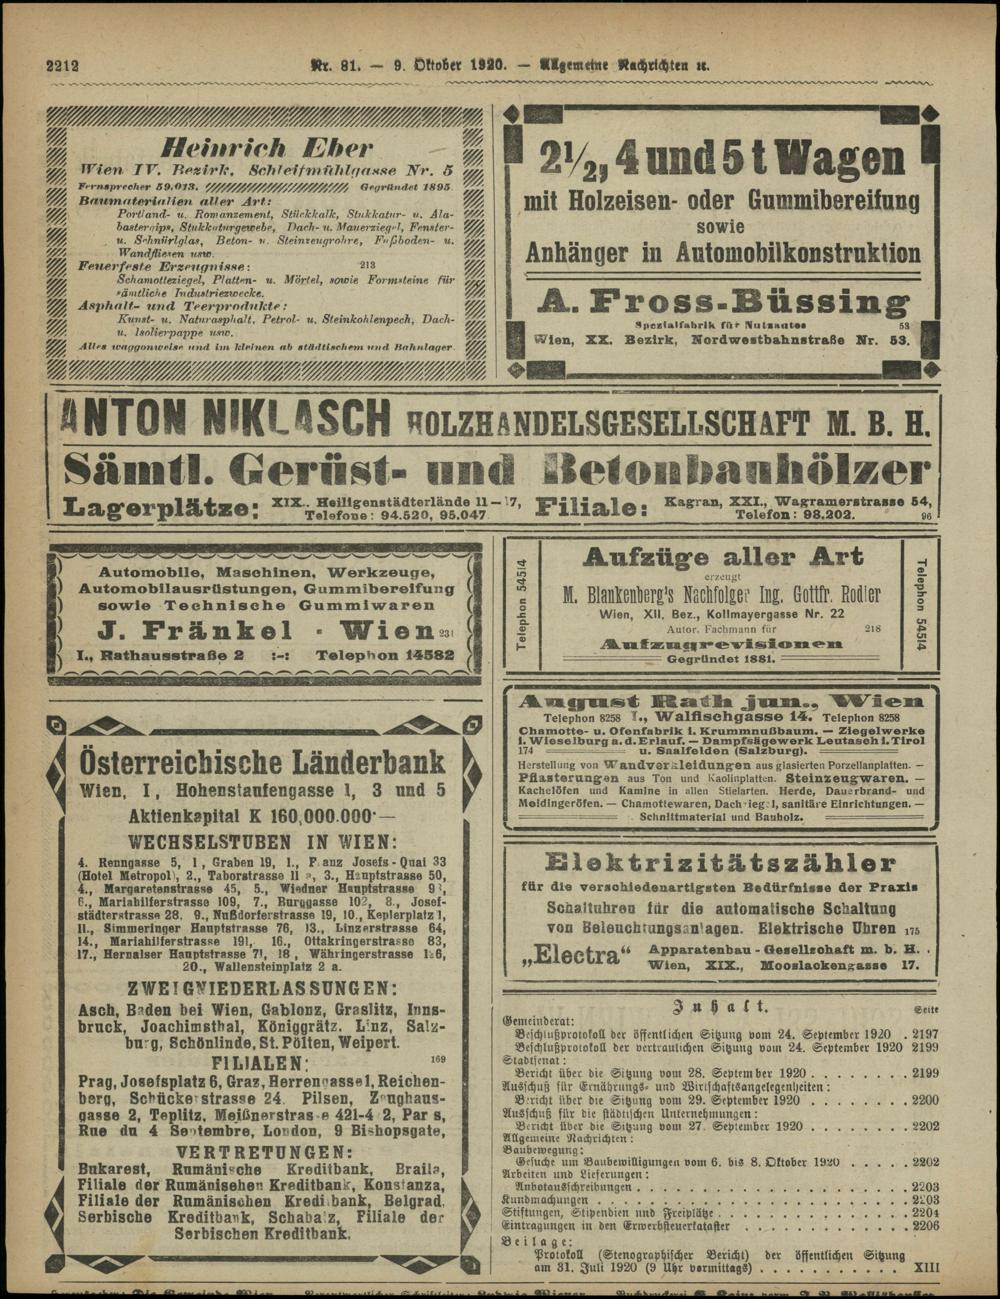 2212
Nr. 81. — 9. Oktober 1920. — Allgemeine Nachrichten ꝛc.
Heinrich Eber
Wien IV. Bezirk, Schleifmühlgasse Nr. 5
Fernsprecher 59.013. Gegründet 1895
Baumaterialien aller Art:
Portland- u. Romanzement, Stückkalk, Stukkatur- u. Ala-
bastergips, Stukkaturgewebe, Dach- u. Mauerziegel, Fenster-
u. Schnürlglas, Beton- u. Steinzeugrohre, Fußboden- u.
Wandfliesen usw.
Feuerfeste Erzeugnisse: 213
Schamotteziegel, Platten- u. Mörtel, sowie Formsteine für
sämtliche Industriezwecke.
Asphalt- und Teerprodukte:
Kunst- u. Naturasphalt, Petrol- u. Steinkohlenpech, Dach-
u. Isolierpappe usw.
Alles waggonweise und im kleinen ab städtischem und Bahnlager.
2½, 4 und 5 t Wagen
mit Holzeisen- oder Gummibereifung
sowie
Anhänger in Automobilkonstruktion
A. Fross-Büssing
Spezialfabrik für Nutzautos 53
Wien, XX. Bezirk, Nordwestbahnstraße Nr. 53.
ANTON NIKLASCH HOLZHANDELSGESELLSCHAFT M. B. H.
Sämtl. Gerüst- und Betonbauhölzer
Lagerplätze: XIX., Heiligenstädterlände 11—17,
Telefone: 94.520, 95.047
Filiale: Kagran, XXI., Wagramerstrasse 54,
Telefon: 98.202. 96
Automobile, Maschinen, Werkzeuge,
Automobilausrüstungen, Gummibereifung
sowie Technische Gummiwaren
J. Fränkel · Wien 231
I., Rathausstraße 2 :-: Telephon 14582
Telephon 54514
Aufzüge aller Art
erzeugt
M. Blankenberg's Nachfolger Ing. Gottfr. Rodler
Wien, XII. Bez., Kollmayergasse Nr. 22
Autor. Fachmann für 218
Aufzugrevisionen
Gegründet 1881.
Telephon 54514
August Rath jun., Wien
Telephon 8258 I., Walfischgasse 14. Telephon 8258
Chamotte- u. Ofenfabrik i. Krummnußbaum. — Ziegelwerke
i. Wieselburg a. d. Erlauf. — Dampfsägewerk Leutasch i. Tirol
174 u. Saalfelden (Salzburg).
Herstellung von Wandverkleidungen aus glasierten Porzellanplatten. —
Pflasterungen aus Ton und Kaolinplatten. Steinzeugwaren. —
Kachelöfen und Kamine in allen Stielarten. Herde, Dauerbrand- und
Meidingeröfen. — Chamottewaren, Dachziegel, sanitäre Einrichtungen. —
Schnittmaterial und Bauholz.
Österreichische Länderbank
Wien, I, Hohenstaufengasse 1, 3 und 5
Aktienkapital K 160,000.000·—
WECHSELSTUBEN IN WIEN:
4. Renngasse 5, 1, Graben 19, 1., Franz Josefs-Quai 33
(Hotel Metropol), 2., Taborstrasse 11 a, 3., Hauptstrasse 50,
4., Margaretenstrasse 45, 5., Wiedner Hauptstrasse
6., Mariahilferstrasse 109, 7., Burggasse 102, 8., Josef-
städterstrasse 28. 9., Nußdorferstrasse 19, 10., Keplerplatz 1,
11., Simmeringer Hauptstrasse 76, 13., Linzerstrasse 64,
14., Mariahilferstrasse 191, 16., Ottakringerstrasse 83,
17., Hernalser Hauptstrasse 71, 18, Währingerstrasse
20., Wallensteinplatz 2 a.
ZWEIGNIEDERLASSUNGEN:
Asch, Baden bei Wien, Gablonz, Graslitz, Inns-
bruck, Joachimsthal, Königgrätz. Linz, Salz-
burg, Schönlinde, St. Pölten, Weipert.
FILIALEN: 169
Prag, Josefsplatz 6, Graz, Herrengasse 1, Reichen-
berg, Schückerstrasse 24. Pilsen, Zeughaus-
gasse 2, Teplitz, Meißnerstrasse 421-4 2, Paris,
Rue du 4 Septembre, London, 9 Bishopsgate,
VERTRETUNGEN:
Bukarest, Rumänische Kreditbank, Braila,
Filiale der Rumänisehen Kreditbank, Konstanza,
Filiale der Rumänischen Kreditbank, Belgrad,
Serbische Kreditbank, Schabatz, Filiale der
Serbischen Kreditbank.
Elektrizitätszähler
für die verschiedenartigsten Bedürfnisse der Praxis
Schaltuhren für die automatische Schaltung
von Beleuchtungsanlagen. Elektrische Uhren 175
„Electra“ Apparatenbau-Gesellschaft m. b. H.
Wien, XIX., Mooslackengasse 17.
Inhalt. Seite
Gemeinderat:
Beschlußprotokoll der öffentlichen Sitzung vom 24. September 1920 . 2197
Beschlußprotokoll der vertraulichen Sitzung vom 24. September 1920 2199
Stadtsenat:
Bericht über die Sitzung vom 28. September 1920 . . . . . . . . 2199
Ausschuß für Ernährungs- und Wirtschaftsangelegenheiten:
Bericht über die Sitzung vom 29. September 1920 . . . . . . . . 2200
Ausschuß für die städtischen Unternehmungen:
Bericht über die Sitzung vom 27. September 1920 . . . . . . . . 2202
Allgemeine Nachrichten:
Baubewegung:
Gesuche um Baubewilligungen vom 6. bis 8. Oktober 1920 . . . . . 2202
Arbeiten und Lieferungen:
Anbotausschreibungen . . . . . . . . . . . . . . . . . . . . 2203
Kundmachungen . . . . . . . . . . . . . . . . . . . . . . . 2203
Stiftungen, Stipendien und Freiplätze . . . . . . . . . . . . . . 2204
Eintragungen in den Erwerbsteuerkataster . . . . . . . . . . . . . 2206
Beilage:
Protokoll (Stenographischer Bericht) der öffentlichen Sitzung
am 31. Juli 1920 (9 Uhr vormittags) . . . . . . . . . . . XIII